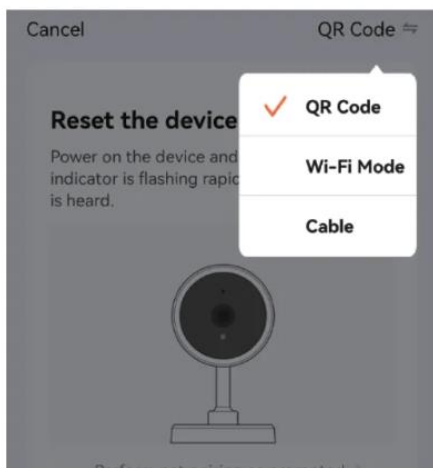 Cancel
QR Code
Reset the device
QR Code
Power on the device and
Wi-Fi Mode
indicator is flashing rapid
is heard.
Cable